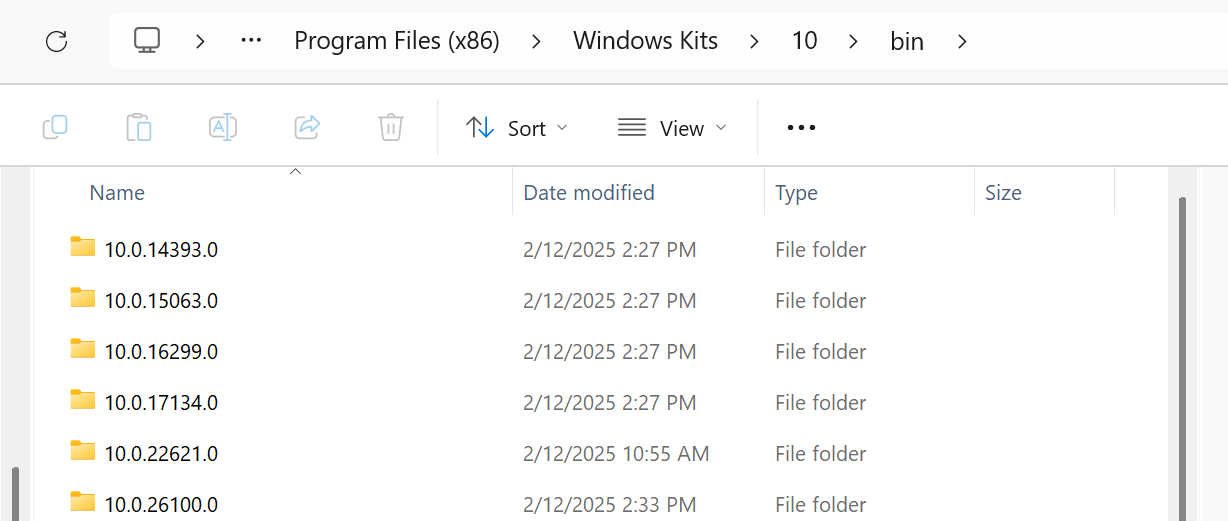 Program Files (x86) Windows Kits 10 bin
Sort View
Name Date modified Type Size
10.0.14393.0 2/12/2025 2:27 PM File folder
10.0.15063.0 2/12/2025 2:27 PM File folder
10.0.16299.0 2/12/2025 2:27 PM File folder
10.0.17134.0 2/12/2025 2:27 PM File folder
10.0.22621.0 2/12/2025 10:55 AM File folder
10.0.26100.0 2/12/2025 2:33 PM File folder